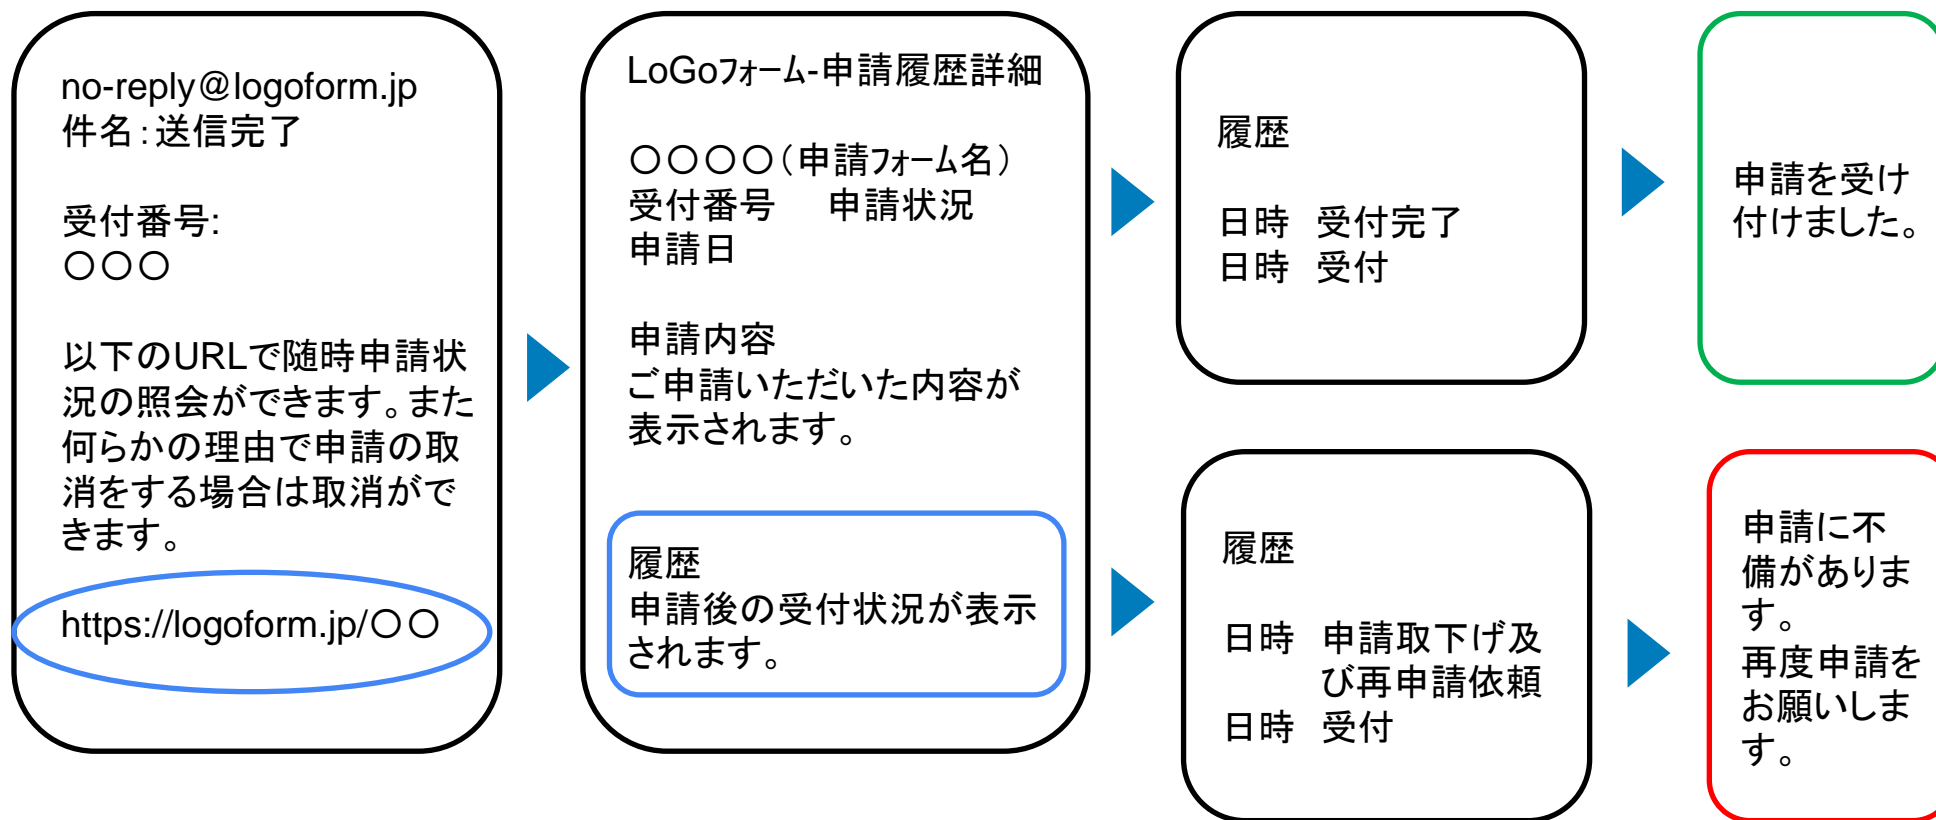 no-reply@logoform.jp
件名：送信完了
受付番号:
〇〇〇
以下のURLで随時申請状
況の照会ができます。また
何らかの理由で申請の取
消をする場合は取消がで
きます。
https://logoform.jp/〇〇
LoGoフォーム-申請履歴詳細
〇〇〇〇（申請フォーム名）
受付番号　申請状況
申請日
申請内容
ご申請いただいた内容が
表示されます。
履歴
申請後の受付状況が表示
されます。
履歴
日時　受付完了
日時　受付
申請を受け
付けました。
履歴
日時　申請取下げ及
び再申請依頼
日時　受付
申請に不
備がありま
す。
再度申請を
お願いしま
す。